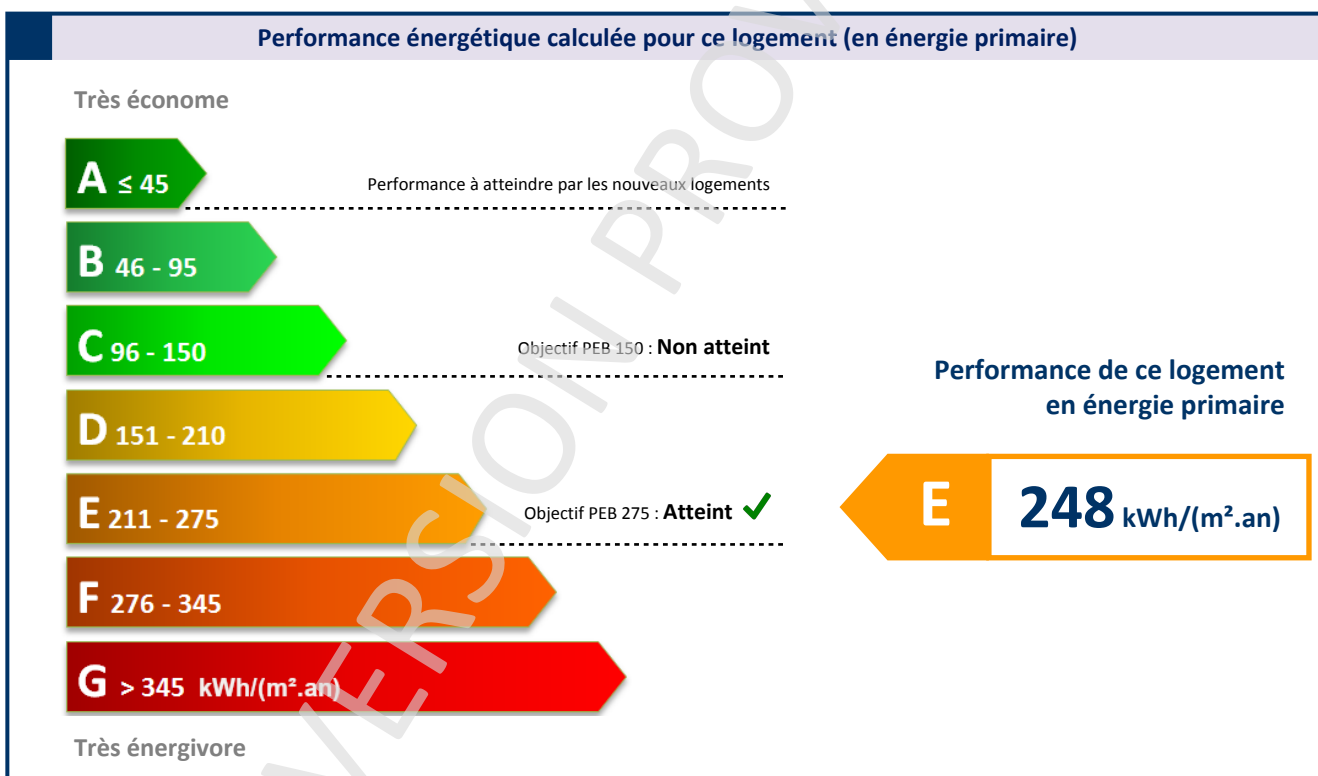 Performance énergétique calculée pour ce logement (en énergie primaire)
Très économe
A ≤ 45
Performance à atteindre par les nouveaux logements
B 46 - 95
C 96 - 150
Objectif PEB 150 : Non atteint
D 151 - 210
E 211 - 275
Objectif PEB 275 : Atteint ✓
F 276 - 345
G > 345 kWh/(m².an)
Très énergivore
Performance de ce logement
en énergie primaire
E 248 kWh/(m².an)
VERSION PROV